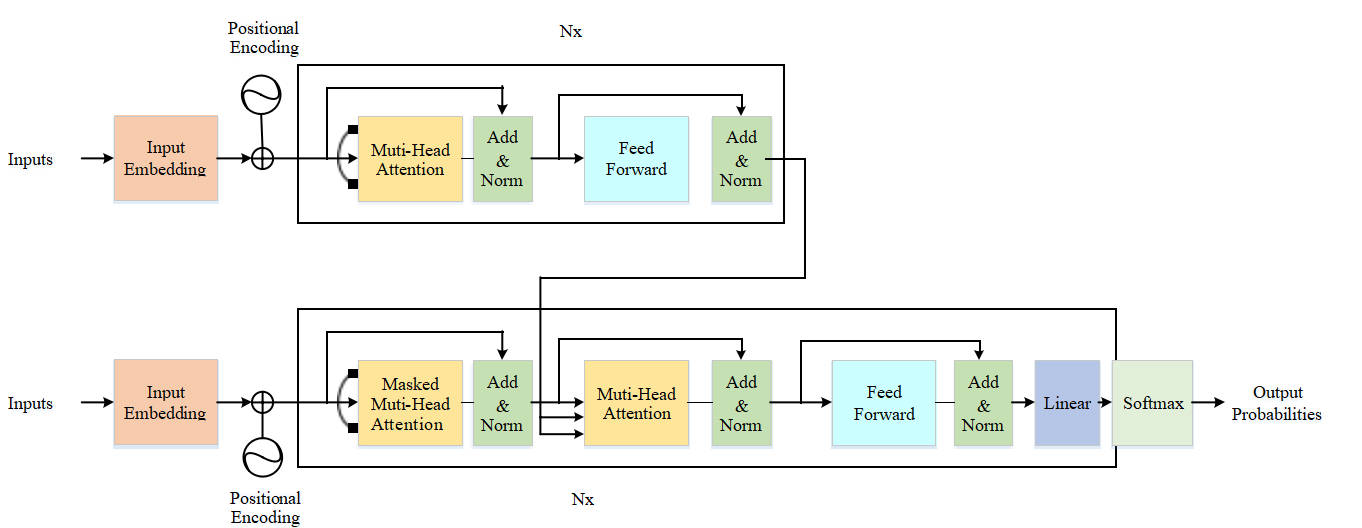 Positional
Encoding
Nx
Inputs
Input
Embedding
Muti-Head
Attention
Add
&
Norm
Feed
Forward
Add
&
Norm
Inputs
Input
Embedding
Masked
Muti-Head
Attention
Add
&
Norm
Muti-Head
Attention
Add
&
Norm
Feed
Forward
Add
&
Norm
Linear
Softmax
Output
Probabilities
Positional
Encoding
Nx